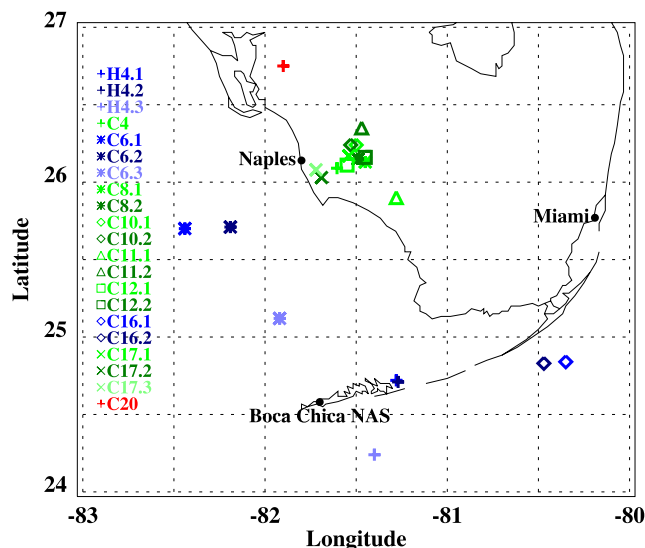 27
H4.1
H4.2
H4.3
C4
C6.1
C6.2
C6.3
C8.1
C8.2
C10.1
C10.2
C11.1
C11.2
C12.1
C12.2
C16.1
C16.2
C17.1
C17.2
C17.3
C20
Naples
Miami
Boca Chica NAS
26
25
24
Latitude
-83 -82 -81 -80
Longitude